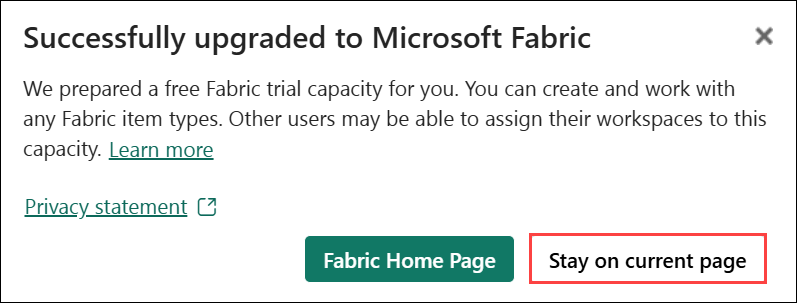 Successfully upgraded to Microsoft Fabric
We prepared a free Fabric trial capacity for you. You can create and work with
any Fabric item types. Other users may be able to assign their workspaces to this
capacity. Learn more
Privacy statement
Fabric Home Page Stay on current page